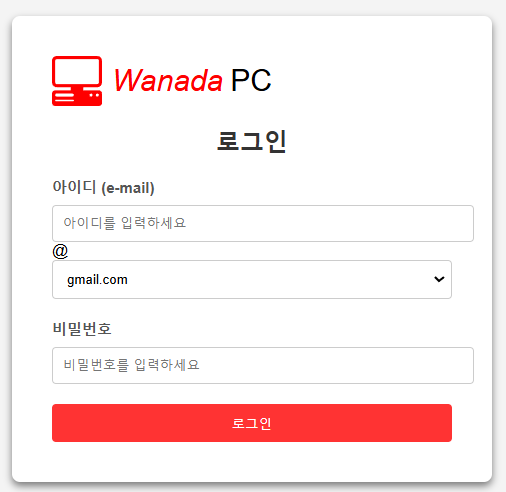 Wanada PC
로그인
아이디 (e-mail)
아이디를 입력하세요
@
gmail.com
비밀번호
비밀번호를 입력하세요
로그인